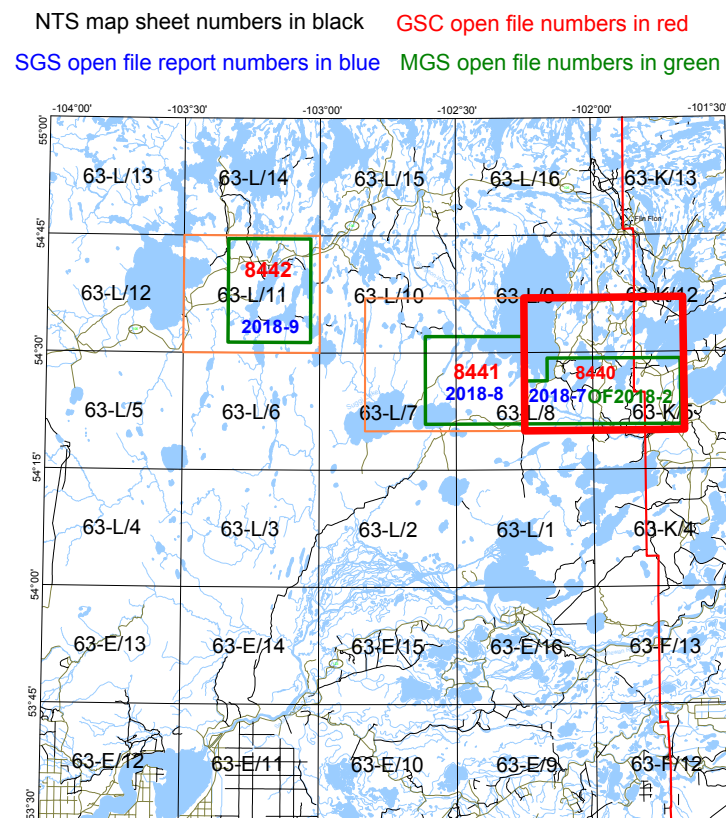 NTS map sheet numbers in black GSC open file numbers in red
SGS open file report numbers in blue MGS open file numbers in green
-104°00' -103°30' -103°00' -102°30' -102°00' -101°30'
55°00'
63-L/13 63-L/14 63-L/15 63-L/16 63-K/13
Flin Flon
54°45'
8442
63-L/12 63-L/11 63-L/10 63-L/9 63-K/12
2018-9
54°30'
8441 8440
2018-8 2018-7 OF2018-2
63-L/5 63-L/6 63-L/7 63-L/8 63-K/5
54°15'
63-L/4 63-L/3 63-L/2 63-L/1 63-K/4
54°00'
63-E/13 63-E/14 63-E/15 63-E/16 63-F/13
53°45'
63-E/12 63-E/11 63-E/10 63-E/9 63-F/12
53°30'